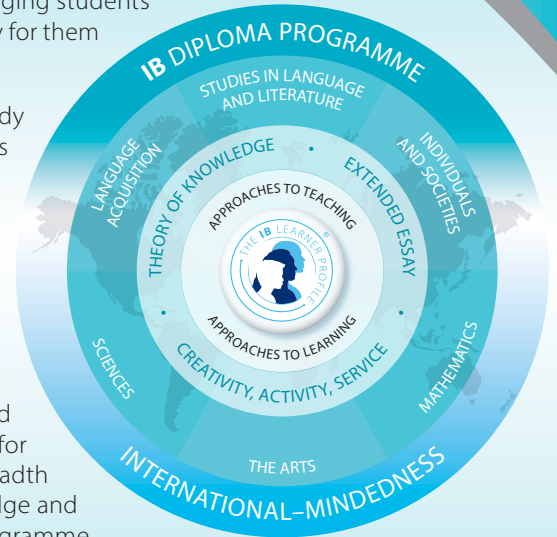 ging students
y for them
dy
s
d
for
adth
lge and
gramme
IB DIPLOMA PROGRAMME
STUDIES IN LANGUAGE
AND LITERATURE
LANGUAGE
ACQUISITION
INDIVIDUALS
AND SOCIETIES
THEORY OF KNOWLEDGE
EXTENDED ESSAY
APPROACHES TO TEACHING
THE IB LEARNER PROFILE
®
APPROACHES TO LEARNING
CREATIVITY, ACTIVITY, SERVICE
SCIENCES
MATHEMATICS
THE ARTS
INTERNATIONAL–MINDEDNESS